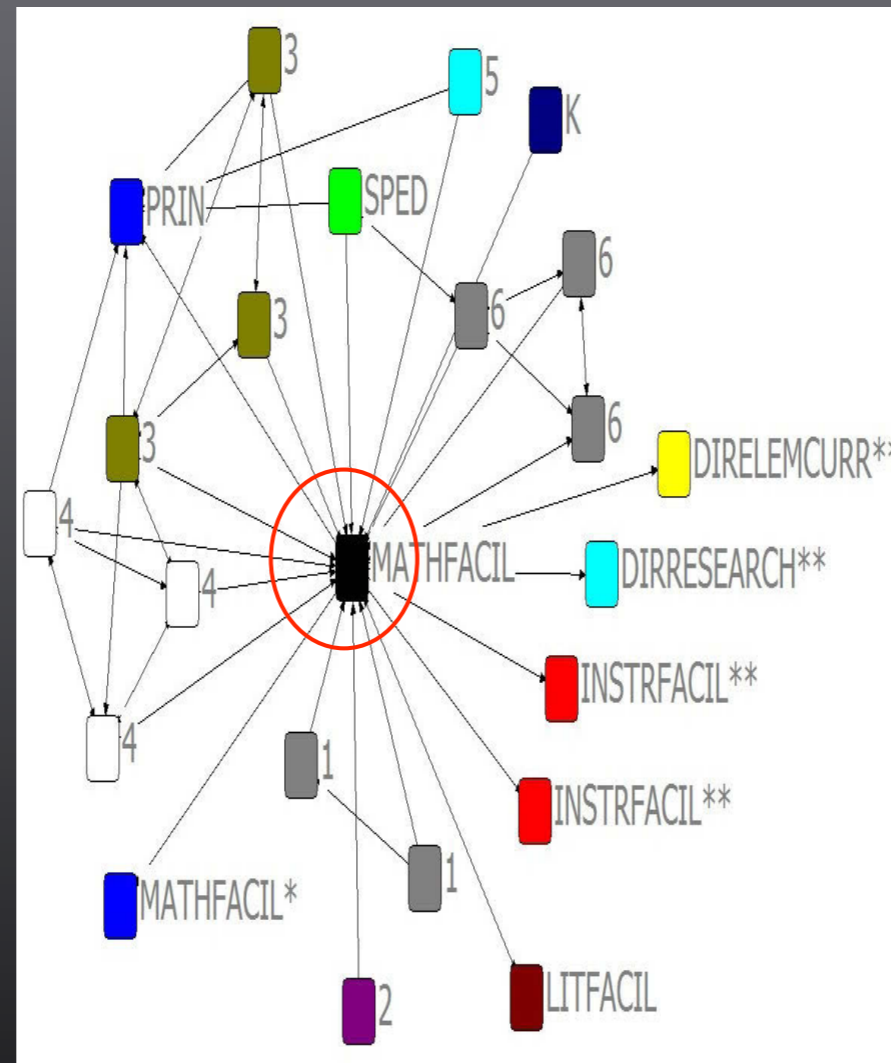 3
5
K
PRIN
SPED
6
6
3
6
3
DIRELEMCURR**
4
MATHFACIL
DIRRESEARCH**
4
INSTRFACIL**
4
1
INSTRFACIL**
1
MATHFACIL*
LITFACIL
2